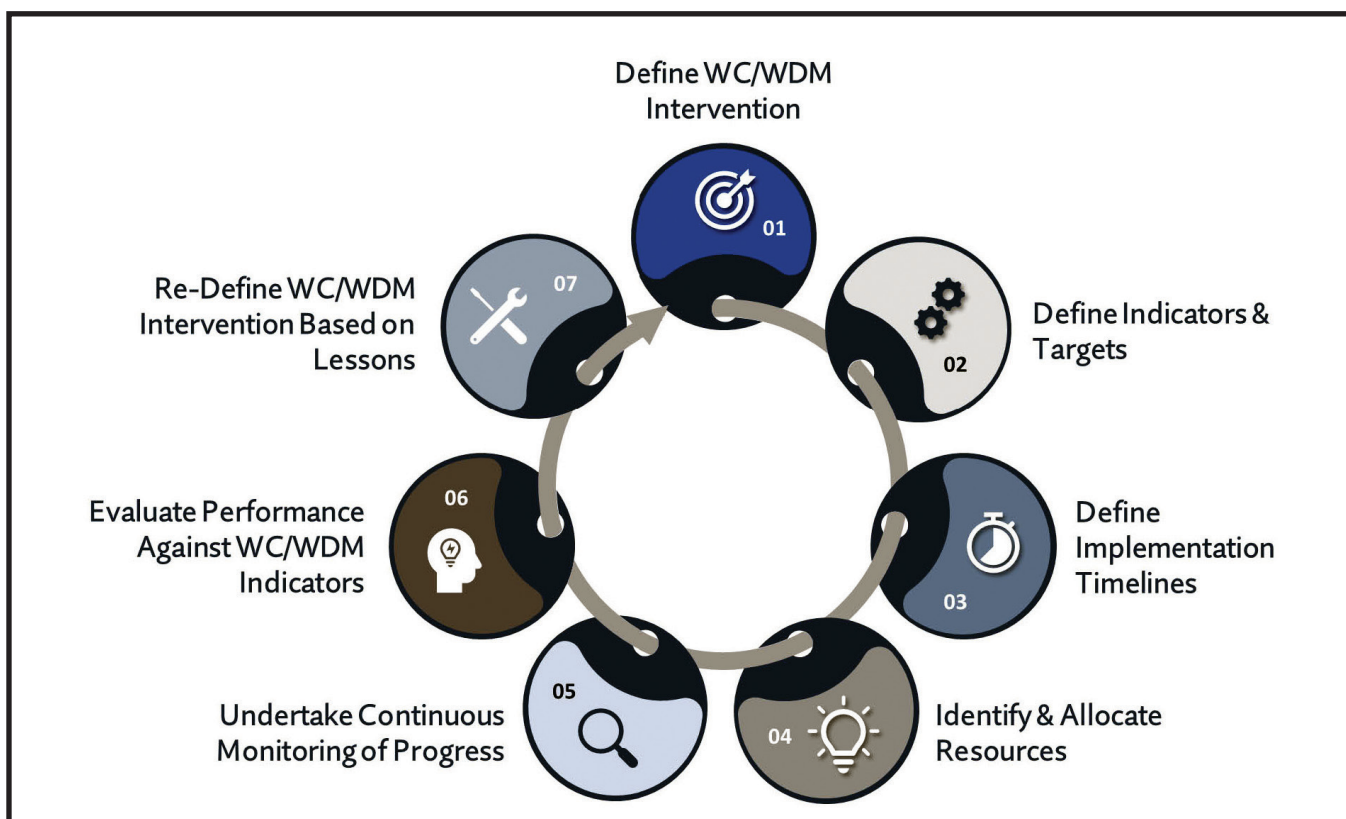 Define WC/WDM
Intervention
01
Define Indicators &
Targets
02
Define
Implementation
Timelines
03
Identify & Allocate
Resources
04
Undertake Continuous
Monitoring of Progress
05
Evaluate Performance
Against WC/WDM
Indicators
06
Re-Define WC/WDM
Intervention Based on
Lessons
07